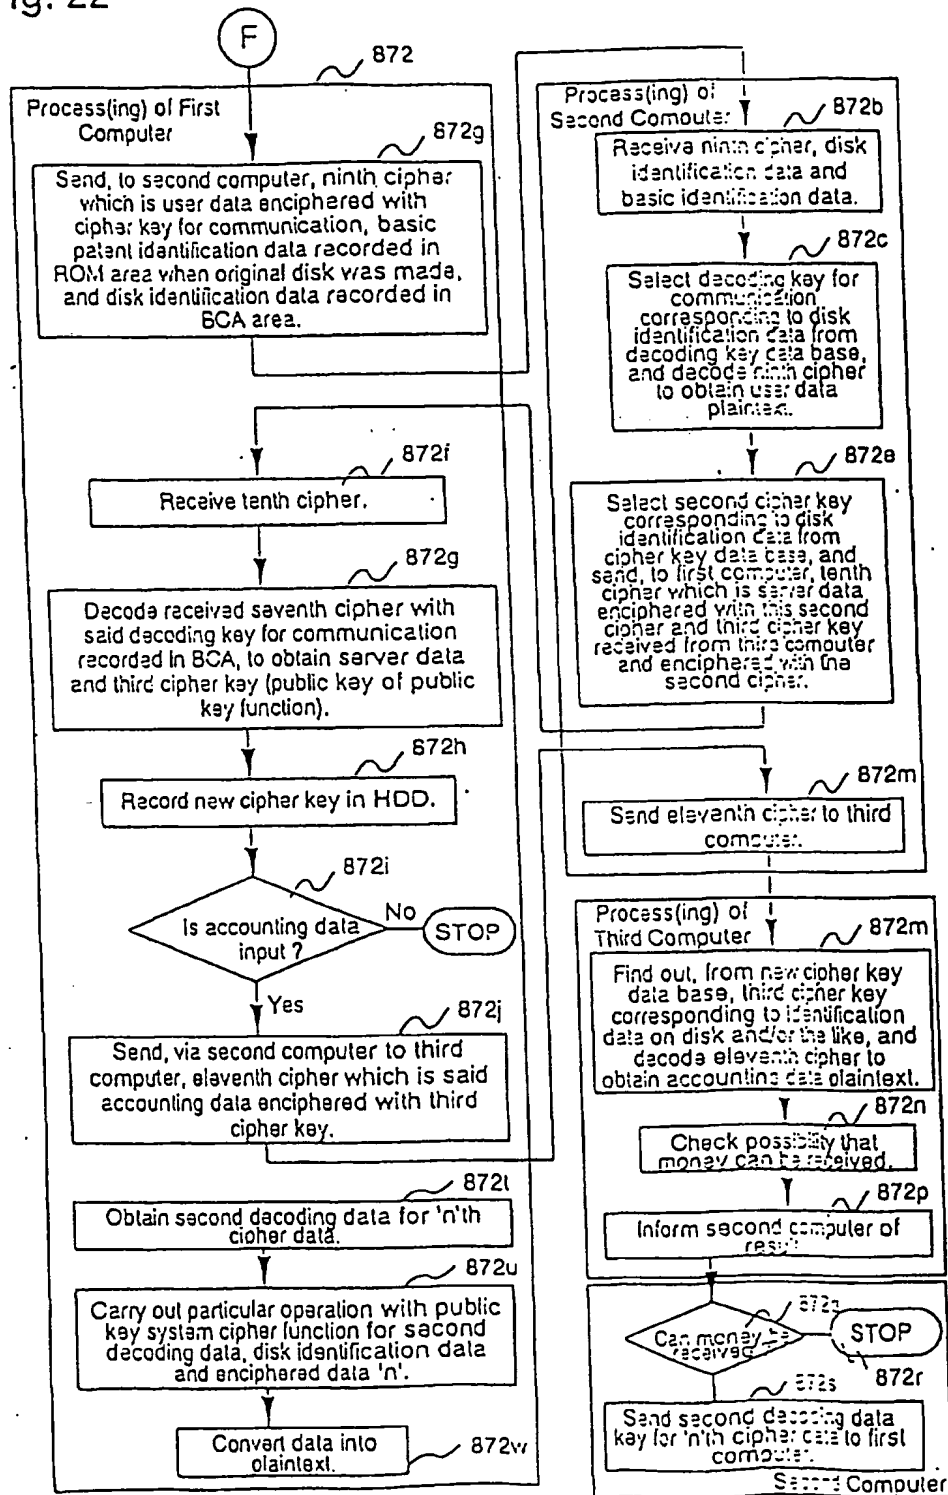 ig. 22
F
872
Process(ing) of First
Computer
872g
Send, to second computer, ninth cipher
which is user data enciphered with
cipher key for communication, basic
patent identification data recorded in
ROM area when original disk was made,
and disk identification data recorded in
BCA area.
872f
Receive tenth cipher.
872g
Decode received seventh cipher with
said decoding key for communication
recorded in BCA, to obtain server data
and third cipher key (public key of public
key function).
872h
Record new cipher key in HDD.
872i
Is accounting data
input ?
No
STOP
Yes
872j
Send, via second computer to third
computer, eleventh cipher which is said
accounting data enciphered with third
cipher key.
872t
Obtain second decoding data for 'n'th
cipher data.
872u
Carry out particular operation with public
key system cipher function for second
decoding data, disk identification data
and enciphered data 'n'.
Convert data into
plaintext.
872w
Process(ing) of
Second Computer
872b
Receive ninth cipher, disk
identification data and
basic identification data.
872c
Select decoding key for
communication
corresponding to disk
identification data from
decoding key data base,
and decode ninth cipher
to obtain user data
plaintext.
872e
Select second cipher key
corresponding to disk
identification data from
cipher key data base, and
send, to first computer, tenth
cipher which is server data
enciphered with this second
cipher and third cipher key
received from third computer
and enciphered with the
second cipher.
872m
Send eleventh cipher to third
computer.
Process(ing) of
Third Computer
872m
Find out, from new cipher key
data base, third cipher key
corresponding to identification
data on disk and/or the like, and
decode eleventh cipher to
obtain accounting data plaintext.
872n
Check possibility that
money can be received.
872p
Inform second computer of
result
Can money be
received
STOP
872r
872s
Send second decoding data
key for 'n'th cipher data to first
computer.
Second Computer